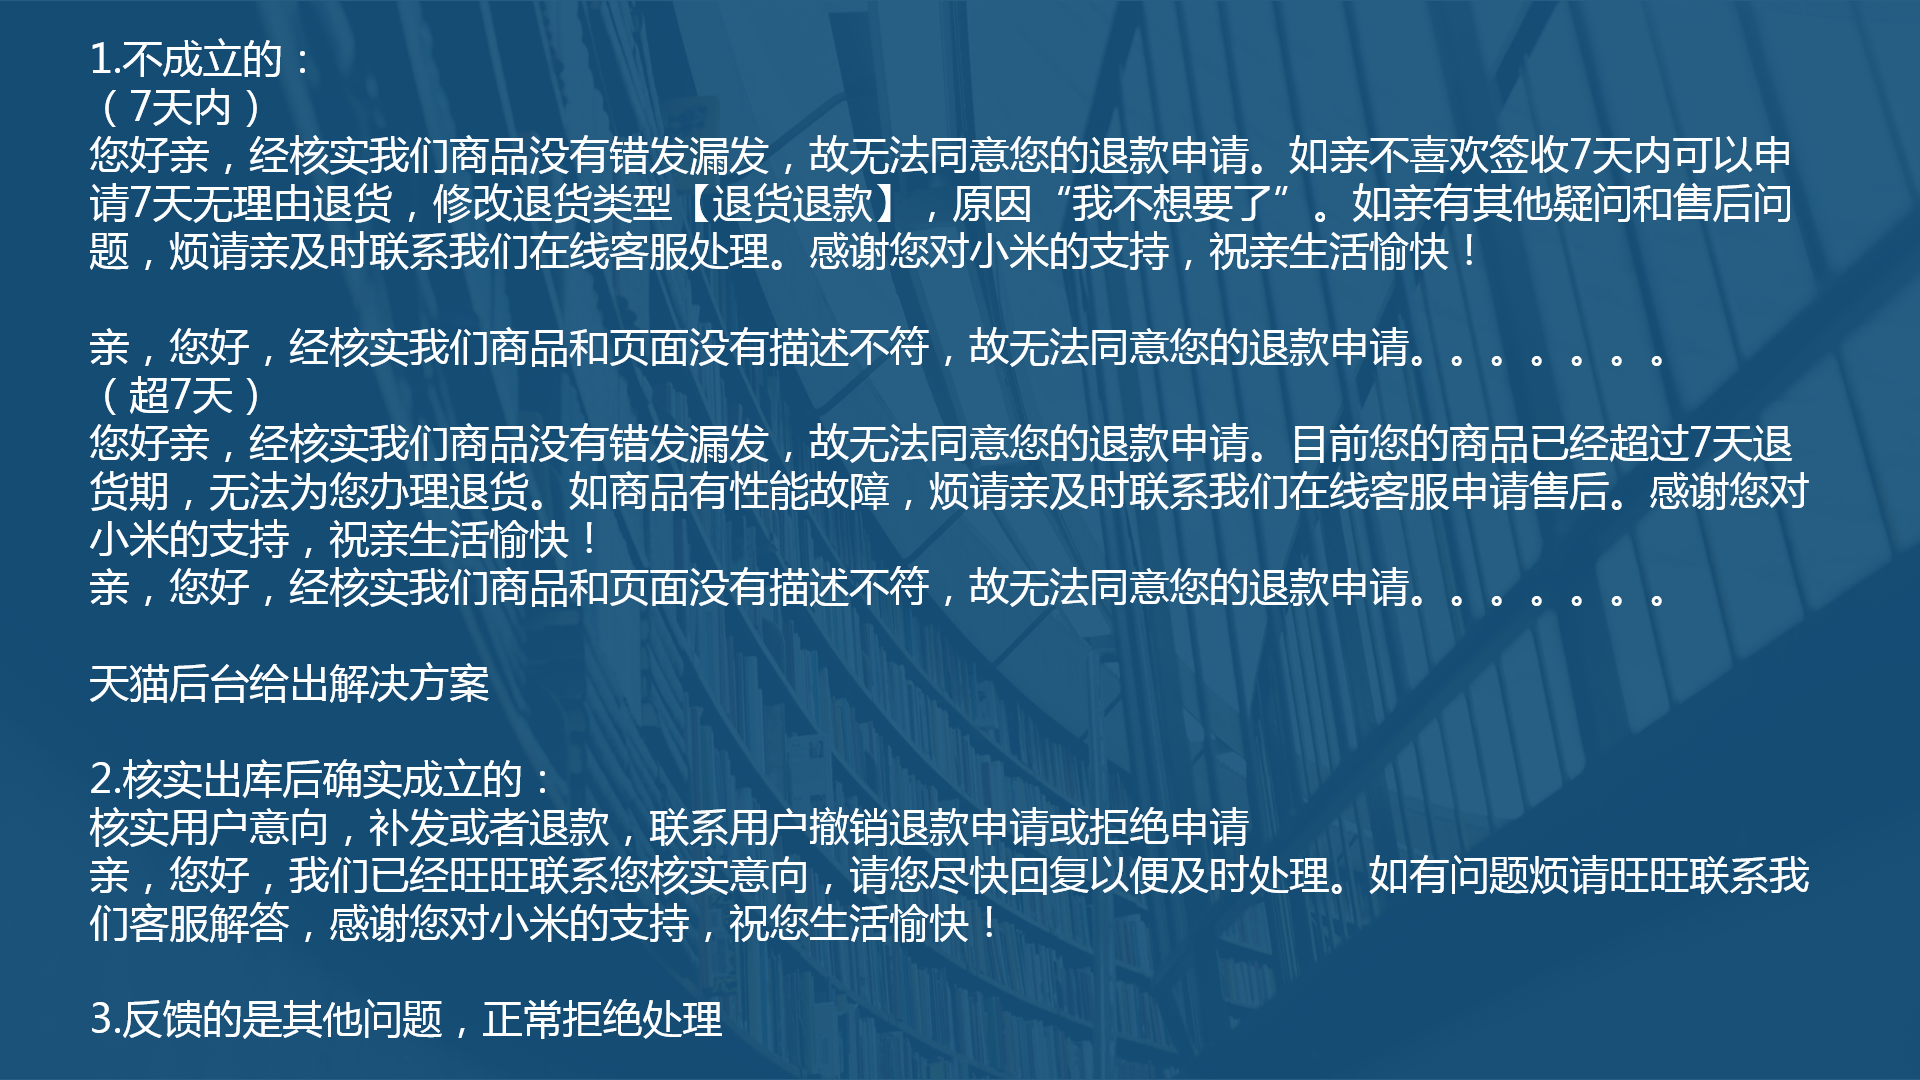 1.不成立的：
（7天内）
您好亲，经核实我们商品没有错发漏发，故无法同意您的退款申请。如亲不喜欢签收7天内可以申
请7天无理由退货，修改退货类型【退货退款】，原因“我不想要了”。如亲有其他疑问和售后问
题，烦请亲及时联系我们在线客服处理。感谢您对小米的支持，祝亲生活愉快！
亲，您好，经核实我们商品和页面没有描述不符，故无法同意您的退款申请。。。。。。。
（超7天）
您好亲，经核实我们商品没有错发漏发，故无法同意您的退款申请。目前您的商品已经超过7天退
货期，无法为您办理退货。如商品有性能故障，烦请亲及时联系我们在线客服申请售后。感谢您对
小米的支持，祝亲生活愉快！
亲，您好，经核实我们商品和页面没有描述不符，故无法同意您的退款申请。。。。。。。
天猫后台给出解决方案
2.核实出库后确实成立的：
核实用户意向，补发或者退款，联系用户撤销退款申请或拒绝申请
亲，您好，我们已经旺旺联系您核实意向，请您尽快回复以便及时处理。如有问题烦请旺旺联系我
们客服解答，感谢您对小米的支持，祝您生活愉快！
3.反馈的是其他问题，正常拒绝处理